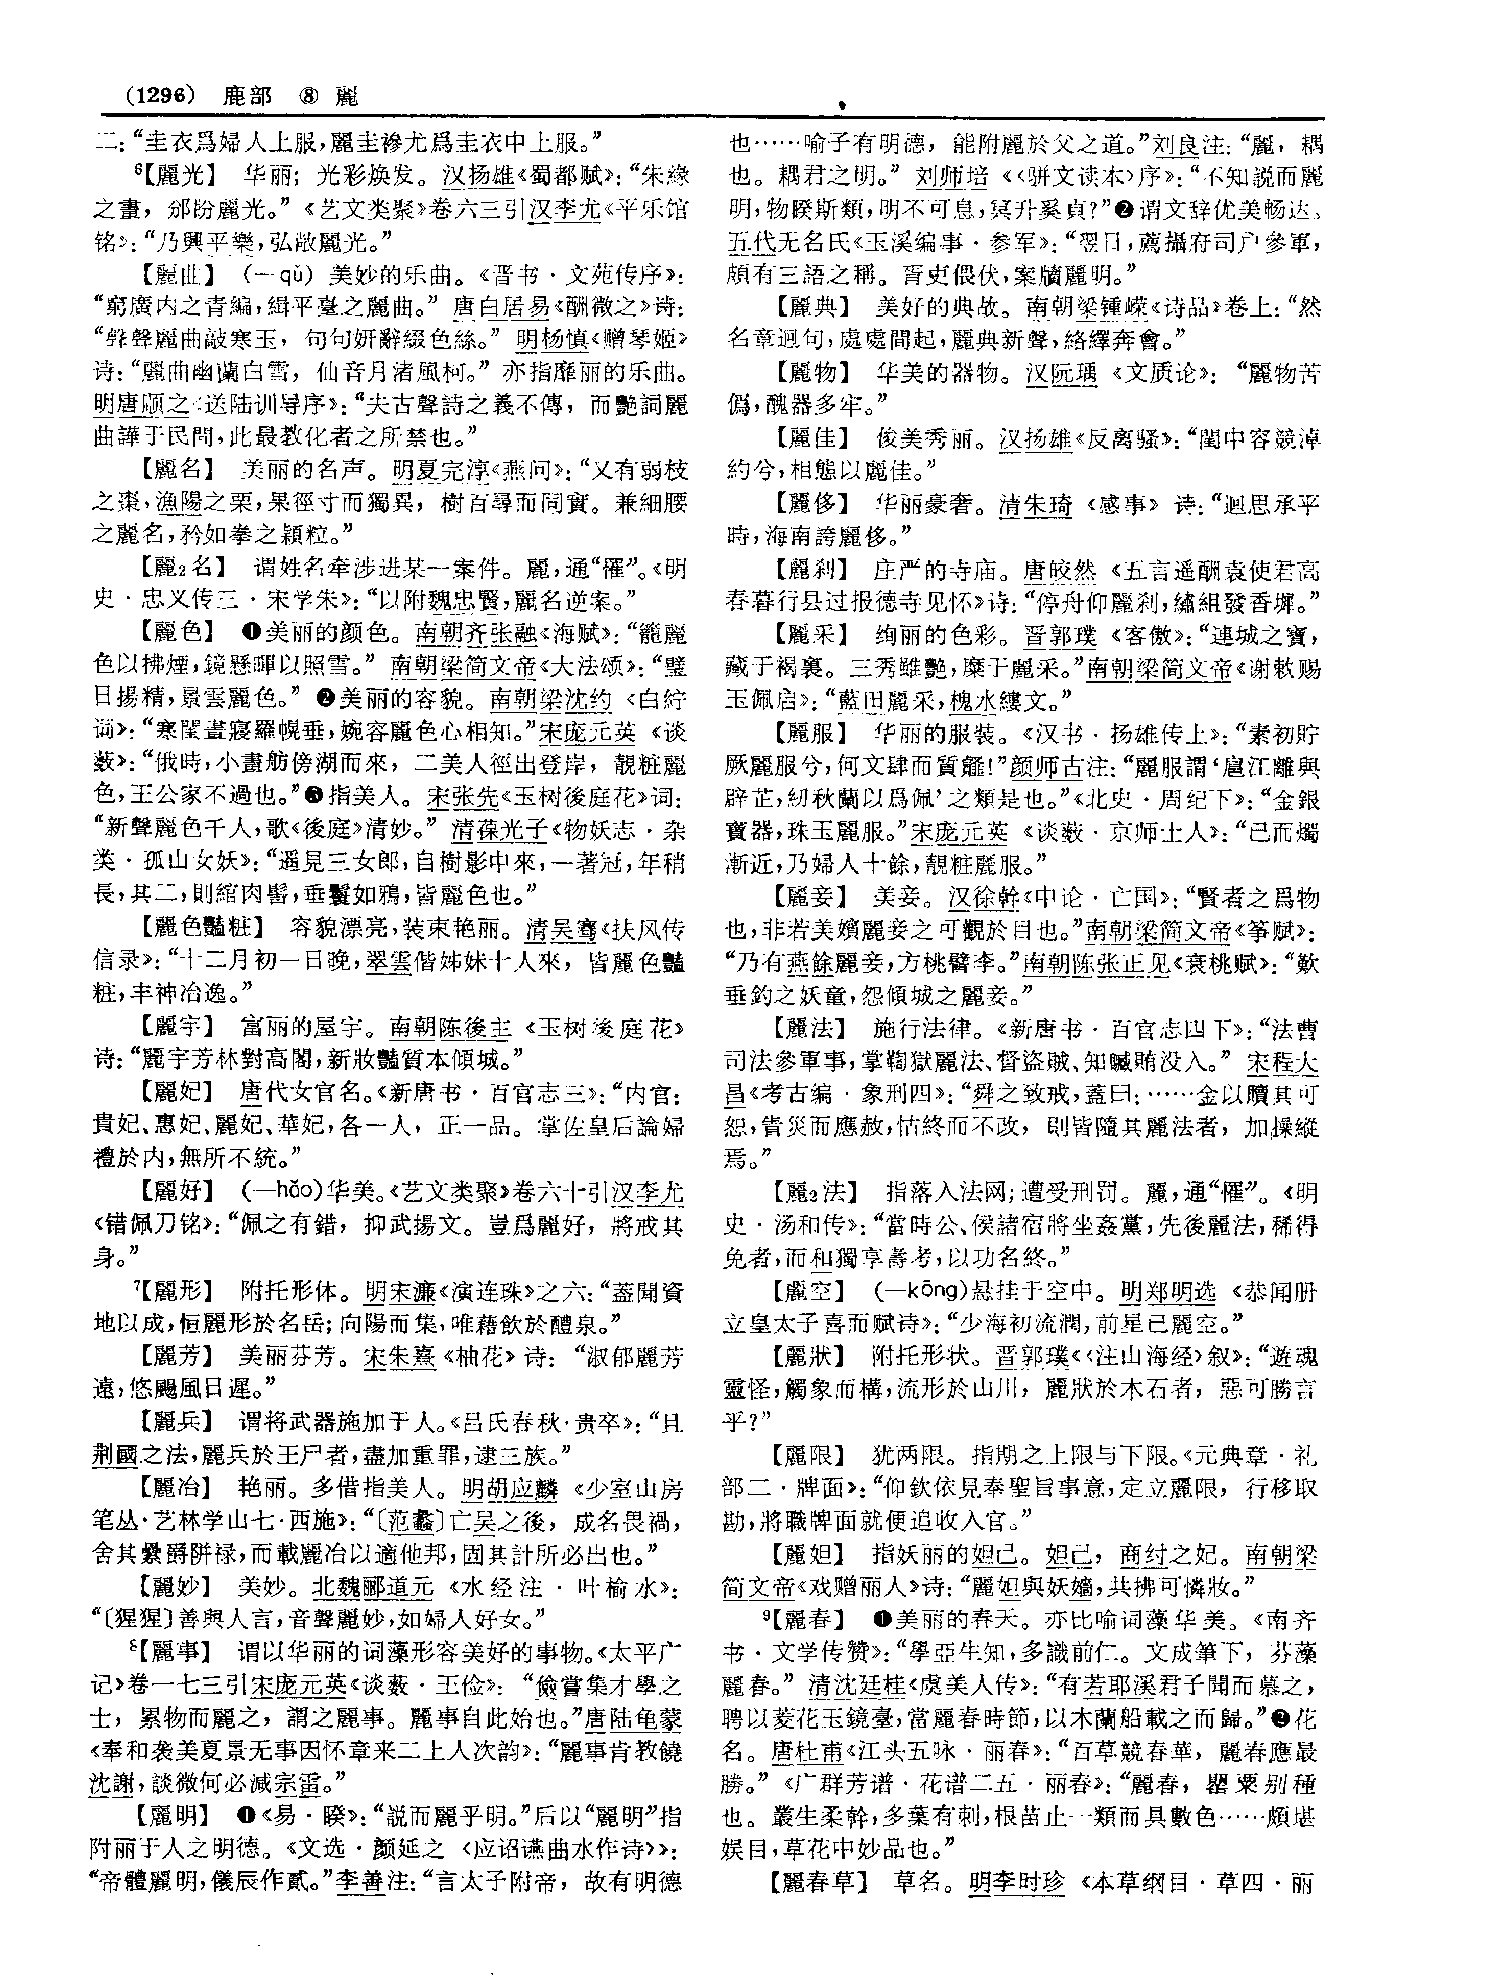 (1296) 鹿部 ⑧ 麗
二:“圭衣爲婦人上服,麗圭襂尤爲圭衣中上服。”
⁶【麗光】 华丽;光彩焕发。汉扬雄《蜀都赋》:“朱緣
之畫,邠盼麗光。”《艺文类聚》卷六三引汉李尤《平乐馆
铭》:“乃興平樂,弘敞麗光。”
【麗曲】 (—qǔ) 美妙的乐曲。《晋书·文苑传序》:
“窮廣内之青編,緝平臺之麗曲。”唐白居易《酬微之》诗:
“聲聲麗曲敲寒玉,句句妍辭綴色絲。”明杨慎《赠琴姬》
诗:“麗曲幽蘭白雪,仙音月渚風柯。”亦指靡丽的乐曲。
明唐顺之《送陆训导序》:“夫古聲詩之義不傳,而艷詞麗
曲譁于民間,此最教化者之所禁也。”
【麗名】 美丽的名声。明夏完淳《燕问》:“又有弱枝
之棗,漁陽之栗,果徑寸而獨異,樹百尋而同實。兼細腰
之麗名,矜如拳之穎粒。”
【麗₂名】 谓姓名牵涉进某一案件。麗,通“罹”。《明
史·忠义传三·宋学朱》:“以附魏忠賢,麗名逆案。”
【麗色】 ❶美丽的颜色。南朝齐张融《海赋》:“籠麗
色以拂煙,鏡懸暉以照雪。”南朝梁简文帝《大法颂》:“璧
日揚精,景雲麗色。”❷美丽的容貌。南朝梁沈约《白紵
词》:“寒閨晝寢羅幌垂,婉容麗色心相知。”宋庞元英《谈
薮》:“俄時,小畫舫傍湖而來,二美人徑出登岸,靚粧麗
色,王公家不過也。”❸指美人。宋张先《玉树後庭花》词:
“新聲麗色千人,歌《後庭》清妙。”清葆光子《物妖志·杂
类·孤山女妖》:“遥見三女郎,自樹影中來,一著冠,年稍
長,其二,則綰肉髻,垂鬟如鴉,皆麗色也。”
【麗色豔粧】 容貌漂亮,装束艳丽。清吴骞《扶风传
信录》:“十二月初一日晚,翠雲偕姊妹十人來,皆麗色豔
粧,丰神冶逸。”
【麗宇】 富丽的屋宇。南朝陈後主《玉树後庭花》
诗:“麗宇芳林對高閣,新妝豔質本傾城。”
【麗妃】 唐代女官名。《新唐书·百官志三》:“内官:
貴妃、惠妃、麗妃、華妃,各一人,正一品。掌佐皇后論婦
禮於内,無所不統。”
【麗好】 (—hǎo)华美。《艺文类聚》卷六十引汉李尤
《错佩刀铭》:“佩之有錯,抑武揚文。豈爲麗好,將戒其
身。”
⁷【麗形】 附托形体。明宋濂《演连珠》之六:“蓋聞資
地以成,恒麗形於名岳;向陽而集,唯藉飲於醴泉。”
【麗芳】 美丽芬芳。宋朱熹《柚花》诗:“淑郁麗芳
遠,悠颺風日遲。”
【麗兵】 谓将武器施加于人。《吕氏春秋·贵卒》:“且
荆國之法,麗兵於王尸者,盡加重罪,逮三族。”
【麗冶】 艳丽。多借指美人。明胡应麟《少室山房
笔丛·艺林学山七·西施》:“〔范蠡〕亡吴之後,成名畏禍,
舍其纍爵阱禄,而載麗冶以適他邦,固其計所必出也。”
【麗妙】 美妙。北魏郦道元《水经注·叶榆水》:
“〔猩猩〕善與人言,音聲麗妙,如婦人好女。”
⁸【麗事】 谓以华丽的词藻形容美好的事物。《太平广
记》卷一七三引宋庞元英《谈薮·王俭》:“儉嘗集才學之
士,累物而麗之,謂之麗事。麗事自此始也。”唐陆龟蒙
《奉和袭美夏景无事因怀章来二上人次韵》:“麗事肯教饒
沈謝,談微何必減宗雷。”
【麗明】 ❶《易·睽》:“説而麗乎明。”后以“麗明”指
附丽于人之明德。《文选·颜延之〈应诏讌曲水作诗〉》:
“帝體麗明,儀辰作貳。”李善注:“言太子附帝,故有明德
也……喻子有明德,能附麗於父之道。”刘良注:“麗,耦
也。耦君之明。”刘师培《〈骈文读本〉序》:“不知説而麗
明,物睽斯類,明不可息,冥升奚貞?”❷谓文辞优美畅达。
五代无名氏《玉溪编事·参军》:“翌日,薦攝府司户參軍,
頗有三語之稱。胥吏偎伏,案牘麗明。”
【麗典】 美好的典故。南朝梁锺嵘《诗品》卷上:“然
名章迥句,處處間起,麗典新聲,絡繹奔會。”
【麗物】 华美的器物。汉阮瑀《文质论》:“麗物苦
僞,醜器多牢。”
【麗佳】 俊美秀丽。汉扬雄《反离骚》:“閨中容競淖
約兮,相態以麗佳。”
【麗侈】 华丽豪奢。清朱琦《感事》诗:“迴思承平
時,海南誇麗侈。”
【麗刹】 庄严的寺庙。唐皎然《五言遥酬袁使君高
春暮行县过报德寺见怀》诗:“停舟仰麗刹,繡組發香墀。”
【麗采】 绚丽的色彩。晋郭璞《客傲》:“連城之寶,
藏于褐裏。三秀雖艷,糜于麗采。”南朝梁简文帝《谢敕赐
玉佩启》:“藍田麗采,槐水縷文。”
【麗服】 华丽的服装。《汉书·扬雄传上》:“素初貯
厥麗服兮,何文肆而質䪥!”颜师古注:“麗服謂‘扈江離與
辟芷,紉秋蘭以爲佩’之類是也。”《北史·周纪下》:“金銀
寶器,珠玉麗服。”宋庞元英《谈薮·京师士人》:“已而燭
漸近,乃婦人十餘,靚粧麗服。”
【麗妾】 美妾。汉徐幹《中论·亡国》:“賢者之爲物
也,非若美嬪麗妾之可觀於目也。”南朝梁简文帝《筝赋》:
“乃有燕餘麗妾,方桃譬李。”南朝陈张正见《衰桃赋》:“歎
垂釣之妖童,怨傾城之麗妾。”
【麗法】 施行法律。《新唐书·百官志四下》:“法曹
司法參軍事,掌鞫獄麗法、督盜賊、知贓賄没入。”宋程大
昌《考古编·象刑四》:“舜之致戒,蓋曰:……金以贖其可
恕,眚災而應赦,怙終而不改,則皆隨其麗法者,加操縱
焉。”
【麗₂法】 指落入法网;遭受刑罚。麗,通“罹”。《明
史·汤和传》:“當時公、侯諸宿將坐姦黨,先後麗法,稀得
免者,而和獨享壽考,以功名終。”
【麗空】 (—kōng)悬挂于空中。明郑明选《恭闻册
立皇太子喜而赋诗》:“少海初流潤,前星已麗空。”
【麗狀】 附托形状。晋郭璞《〈注山海经〉叙》:“遊魂
靈怪,觸象而構,流形於山川,麗狀於木石者,惡可勝言
乎?”
【麗限】 犹两限。指期之上限与下限。《元典章·礼
部二·牌面》:“仰欽依見奉聖旨事意,定立麗限,行移取
勘,將職牌面就便追收入官。”
【麗妲】 指妖丽的妲己。妲己,商纣之妃。南朝梁
简文帝《戏赠丽人》诗:“麗妲與妖嬙,共拂可憐妝。”
⁹【麗春】 ❶美丽的春天。亦比喻词藻华美。《南齐
书·文学传赞》:“學亞生知,多識前仁。文成筆下,芬藻
麗春。”清沈廷桂《虞美人传》:“有若耶溪君子聞而慕之,
聘以菱花玉鏡臺,當麗春時節,以木蘭船載之而歸。”❷花
名。唐杜甫《江头五咏·丽春》:“百草競春華,麗春應最
勝。”《广群芳谱·花谱二五·丽春》:“麗春,罌粟别種
也。叢生柔幹,多葉有刺,根苗止一類而具數色……頗堪
娱目,草花中妙品也。”
【麗春草】 草名。明李时珍《本草纲目·草四·丽